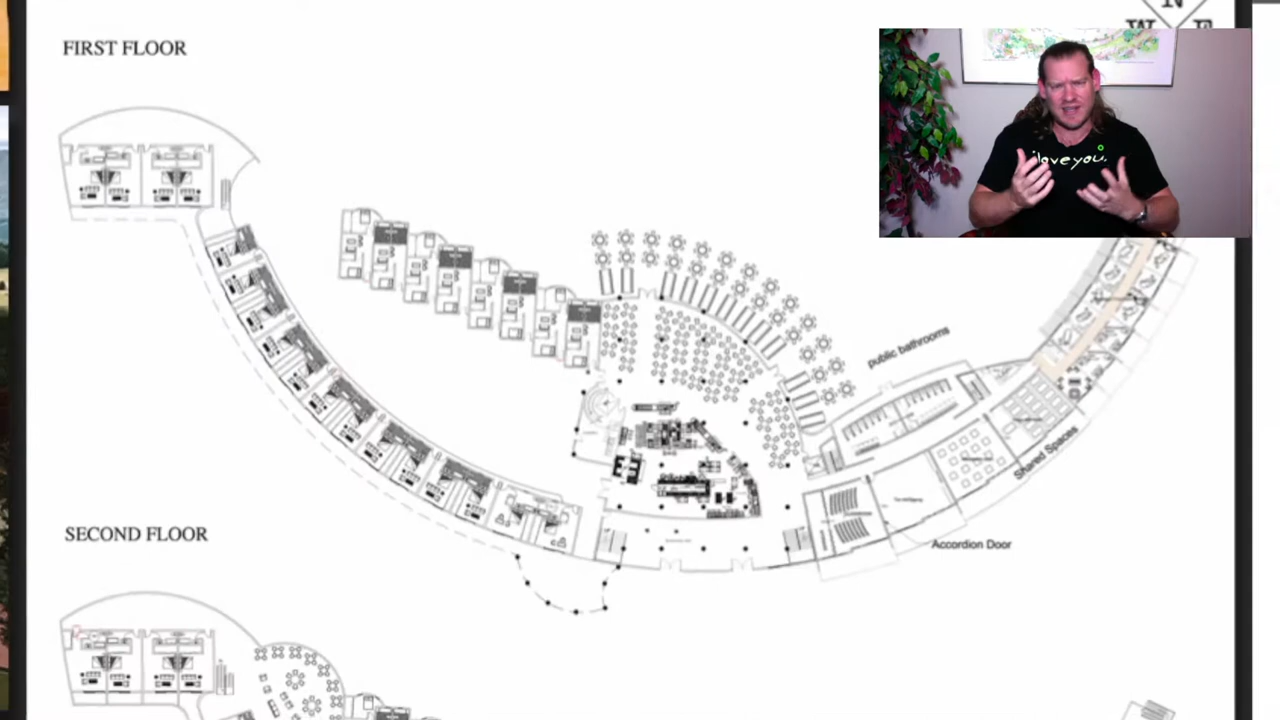 FIRST FLOOR
N
W E
i love you.
public bathrooms
Shared Spaces
Accordion Door
SECOND FLOOR